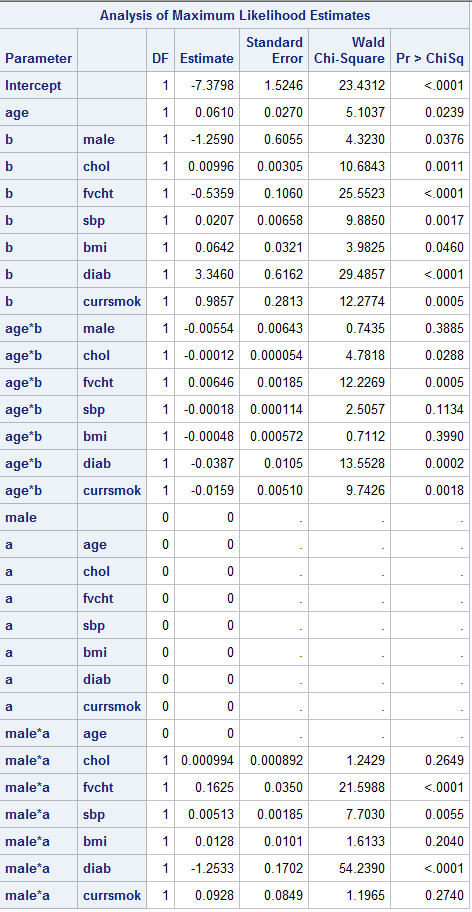 Analysis of Maximum Likelihood Estimates
Parameter DF Estimate Standard Error Wald Chi-Square Pr > ChiSq
Intercept 1 -7.3798 1.5246 23.4312 <.0001
age 1 0.0610 0.0270 5.1037 0.0239
b male 1 -1.2590 0.6055 4.3230 0.0376
b chol 1 0.00996 0.00305 10.6843 0.0011
b fvcht 1 -0.5359 0.1060 25.5523 <.0001
b sbp 1 0.0207 0.00658 9.8850 0.0017
b bmi 1 0.0642 0.0321 3.9825 0.0460
b diab 1 3.3460 0.6162 29.4857 <.0001
b currsmok 1 0.9857 0.2813 12.2774 0.0005
age*b male 1 -0.00554 0.00643 0.7435 0.3885
age*b chol 1 -0.00012 0.000054 4.7818 0.0288
age*b fvcht 1 0.00646 0.00185 12.2269 0.0005
age*b sbp 1 -0.00018 0.000114 2.5057 0.1134
age*b bmi 1 -0.00048 0.000572 0.7112 0.3990
age*b diab 1 -0.0387 0.0105 13.5528 0.0002
age*b currsmok 1 -0.0159 0.00510 9.7426 0.0018
male 0 0 . . .
a age 0 0 . . .
a chol 0 0 . . .
a fvcht 0 0 . . .
a sbp 0 0 . . .
a bmi 0 0 . . .
a diab 0 0 . . .
a currsmok 0 0 . . .
male*a age 0 0 . . .
male*a chol 1 0.000994 0.000892 1.2429 0.2649
male*a fvcht 1 0.1625 0.0350 21.5988 <.0001
male*a sbp 1 0.00513 0.00185 7.7030 0.0055
male*a bmi 1 0.0128 0.0101 1.6133 0.2040
male*a diab 1 -1.2533 0.1702 54.2390 <.0001
male*a currsmok 1 0.0928 0.0849 1.1965 0.2740